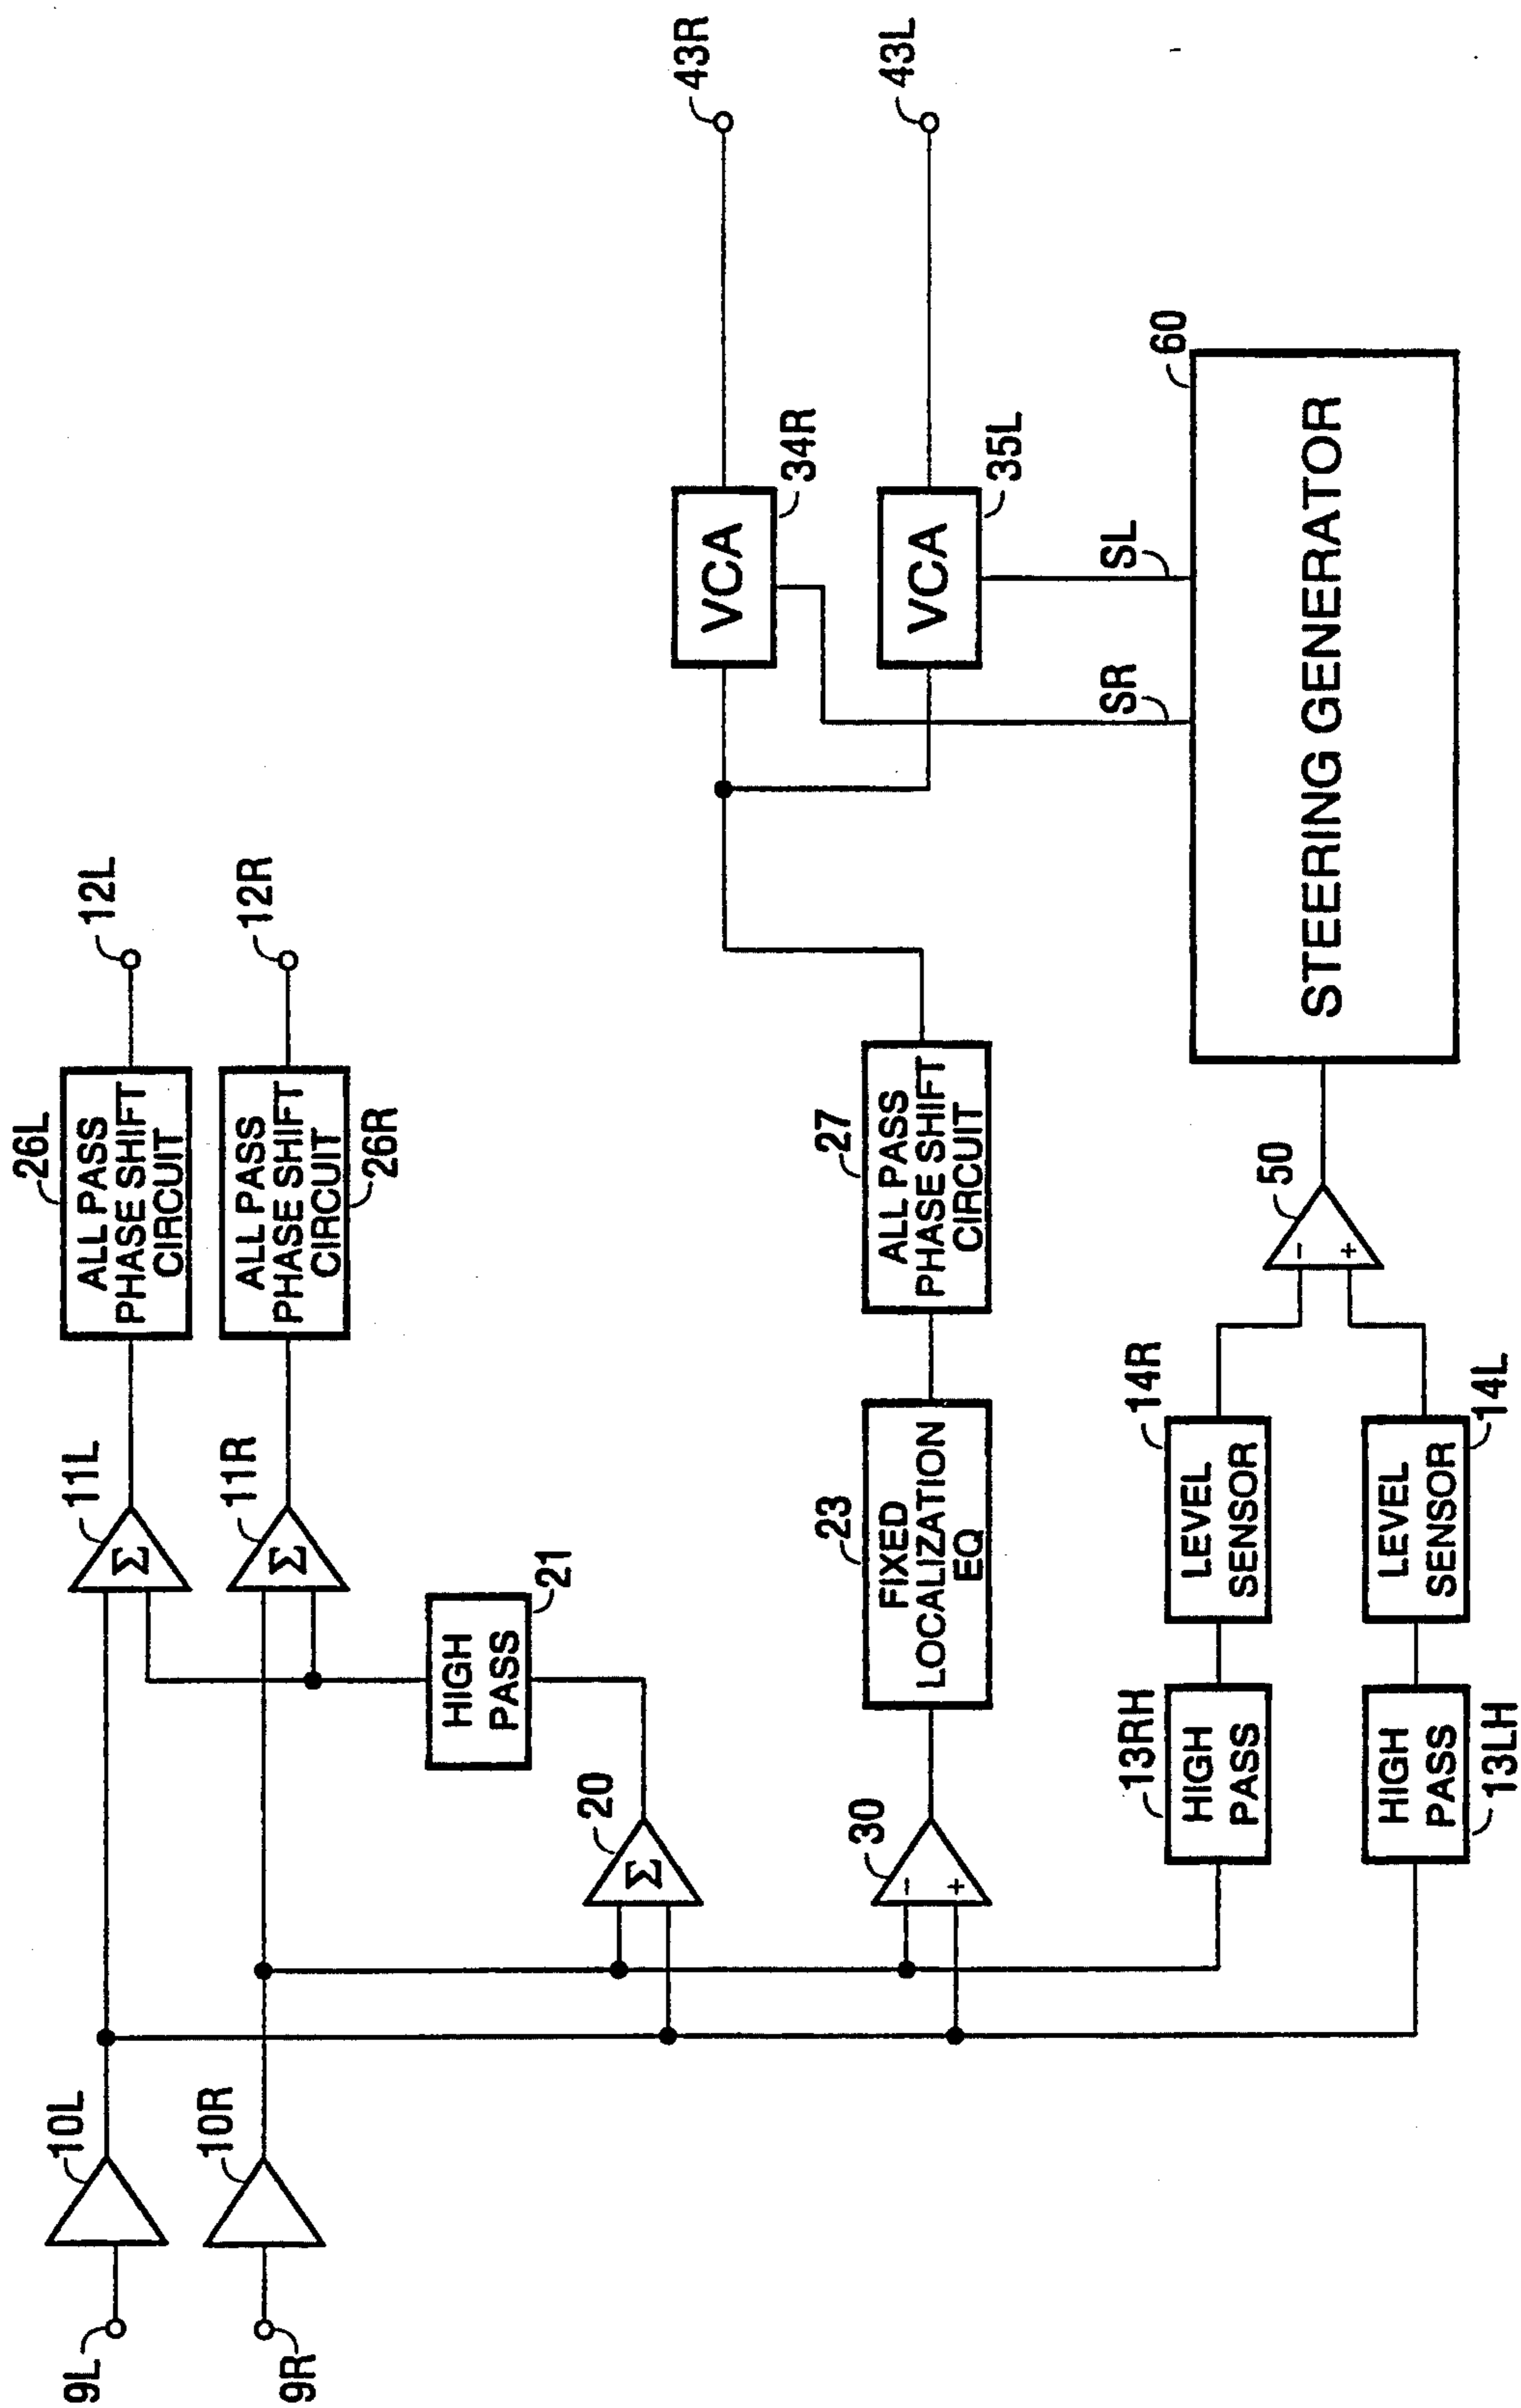 9L
10L
11L
Σ
26L
ALL PASS
PHASE SHIFT
CIRCUIT
12L
9R
10R
11R
Σ
ALL PASS
PHASE SHIFT
CIRCUIT
26R
12R
HIGH
PASS
21
20
Σ
30
-
+
23
FIXED
LOCALIZATION
EQ
27
ALL PASS
PHASE SHIFT
CIRCUIT
VCA
34R
43R
VCA
35L
43L
SR
SL
13RH
HIGH
PASS
14R
LEVEL
SENSOR
HIGH
PASS
13LH
LEVEL
SENSOR
14L
50
-
+
60
STEERING GENERATOR